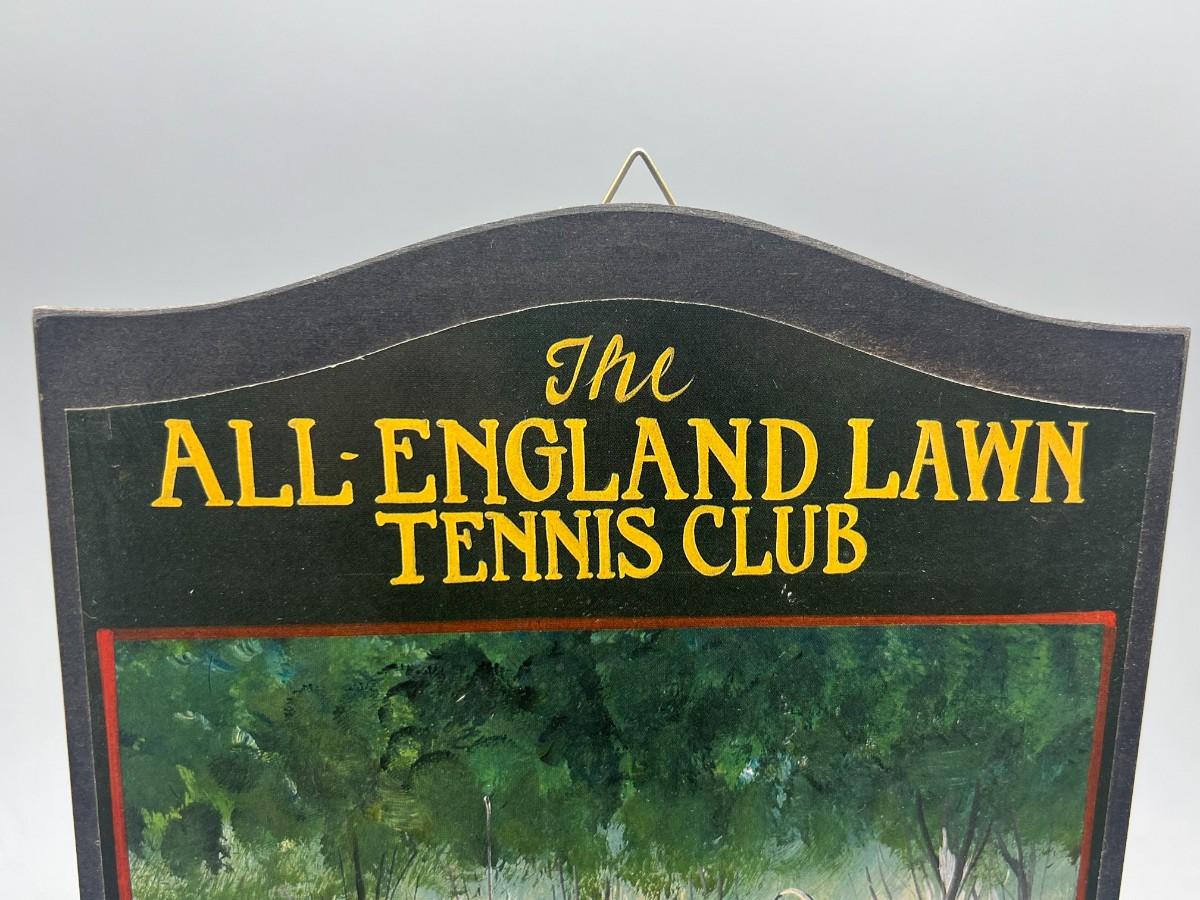 The
ALL-ENGLAND LAWN
TENNIS CLUB